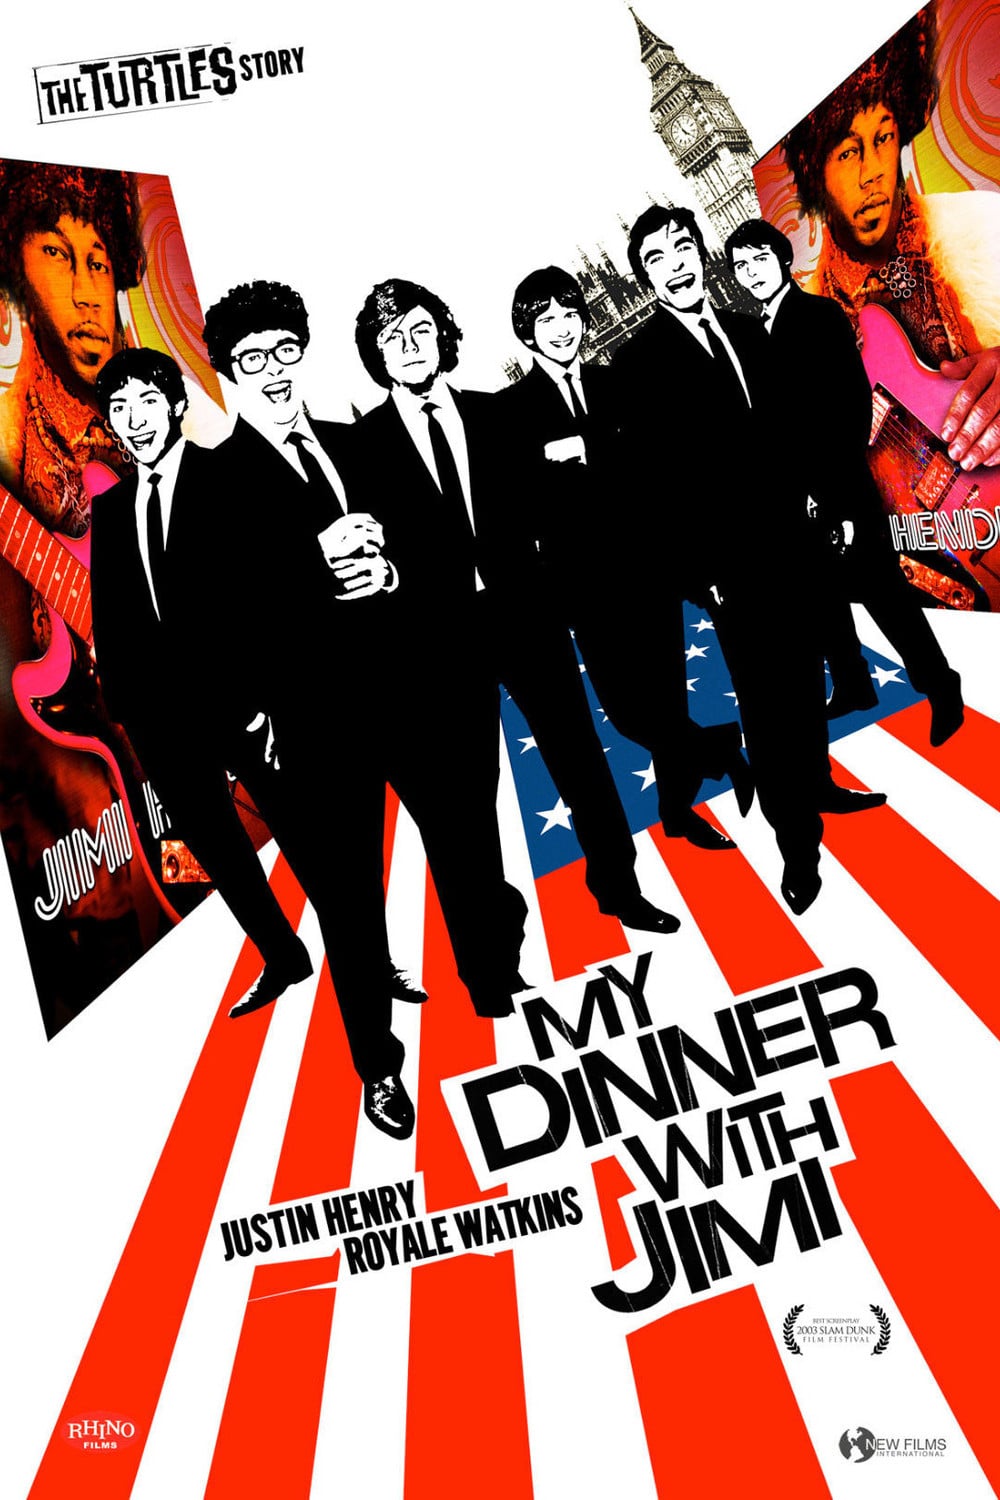 THE TURTLES STORY
HENDI
JIMI H
MY
DINNER
WITH
JIMI
JUSTIN HENRY
ROYALE WATKINS
BEST SCREENPLAY
2003 SLAM DUNK
FILM FESTIVAL
RHINO
FILMS
NEW FILMS
INTERNATIONAL